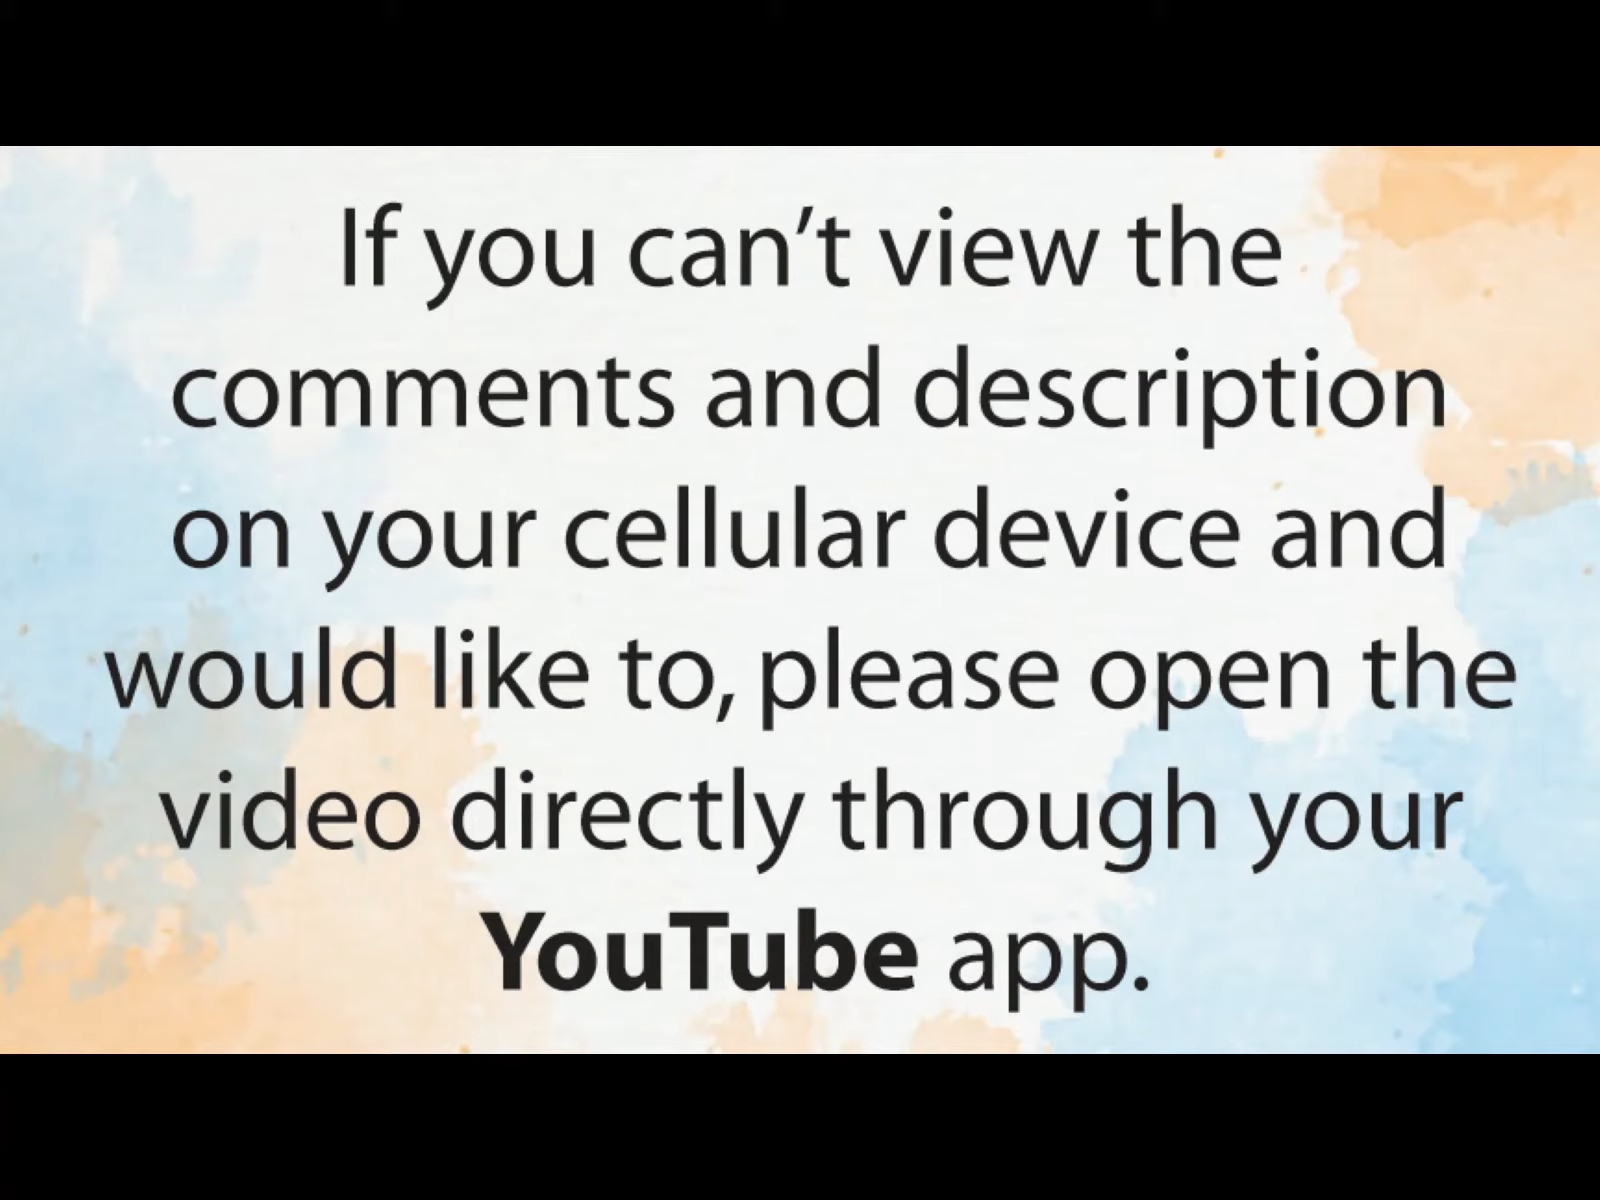 If you can’t view the
comments and description
on your cellular device and
would like to, please open the
video directly through your
YouTube app.